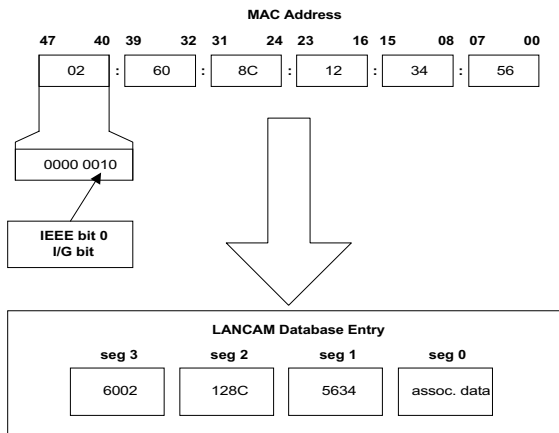 MAC Address
47 40 39 32 31 24 23 16 15 08 07 00
02 : 60 : 8C : 12 : 34 : 56
0000 0010
IEEE bit 0
I/G bit
LANCAM Database Entry
seg 3 seg 2 seg 1 seg 0
6002 128C 5634 assoc. data